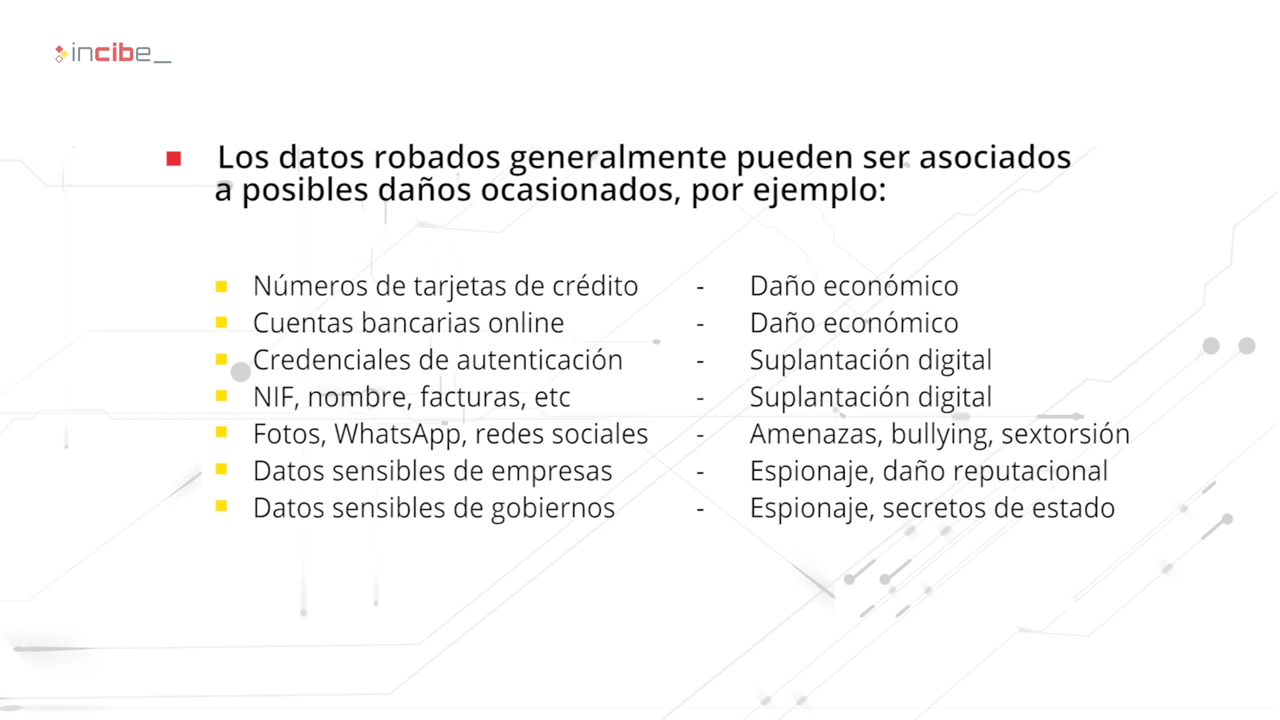 incibe_
Los datos robados generalmente pueden ser asociados
a posibles daños ocasionados, por ejemplo:
Números de tarjetas de crédito - Daño económico
Cuentas bancarias online - Daño económico
Credenciales de autenticación - Suplantación digital
NIF, nombre, facturas, etc - Suplantación digital
Fotos, WhatsApp, redes sociales - Amenazas, bullying, sextorsión
Datos sensibles de empresas - Espionaje, daño reputacional
Datos sensibles de gobiernos - Espionaje, secretos de estado